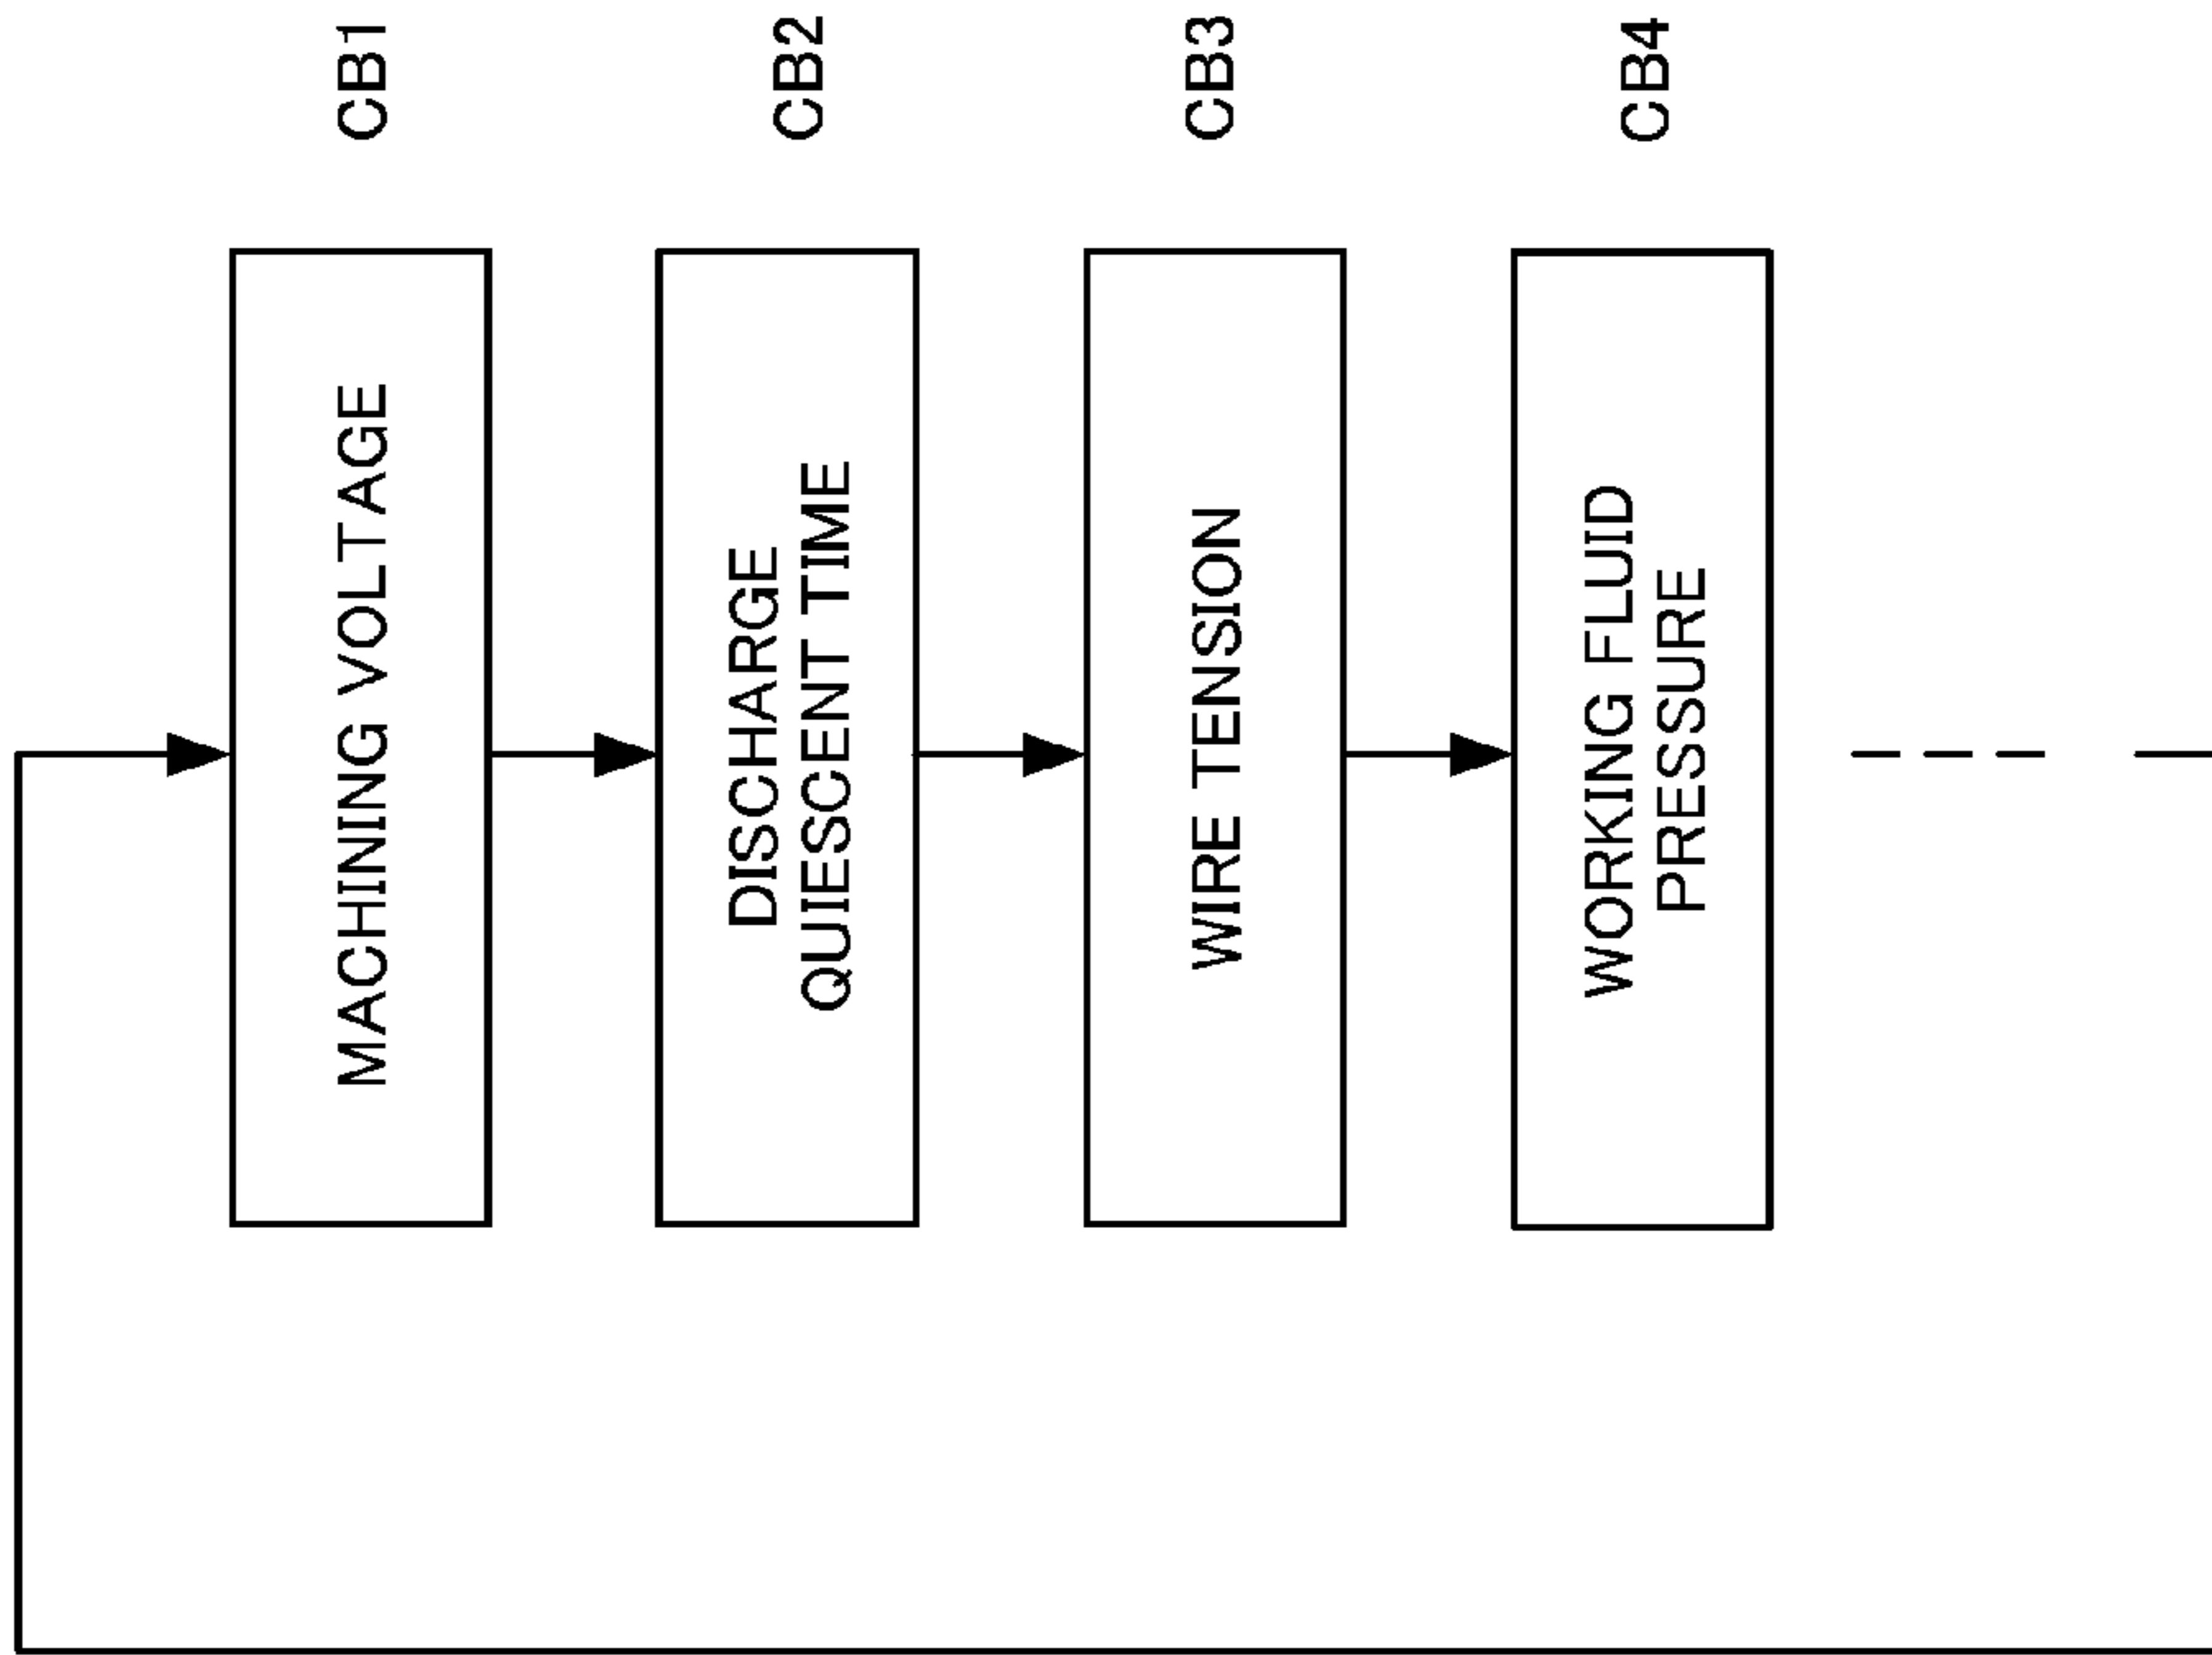 MACHINING VOLTAGE
CB1
DISCHARGE
QUIESCENT TIME
CB2
WIRE TENSION
CB3
WORKING FLUID
PRESSURE
CB4